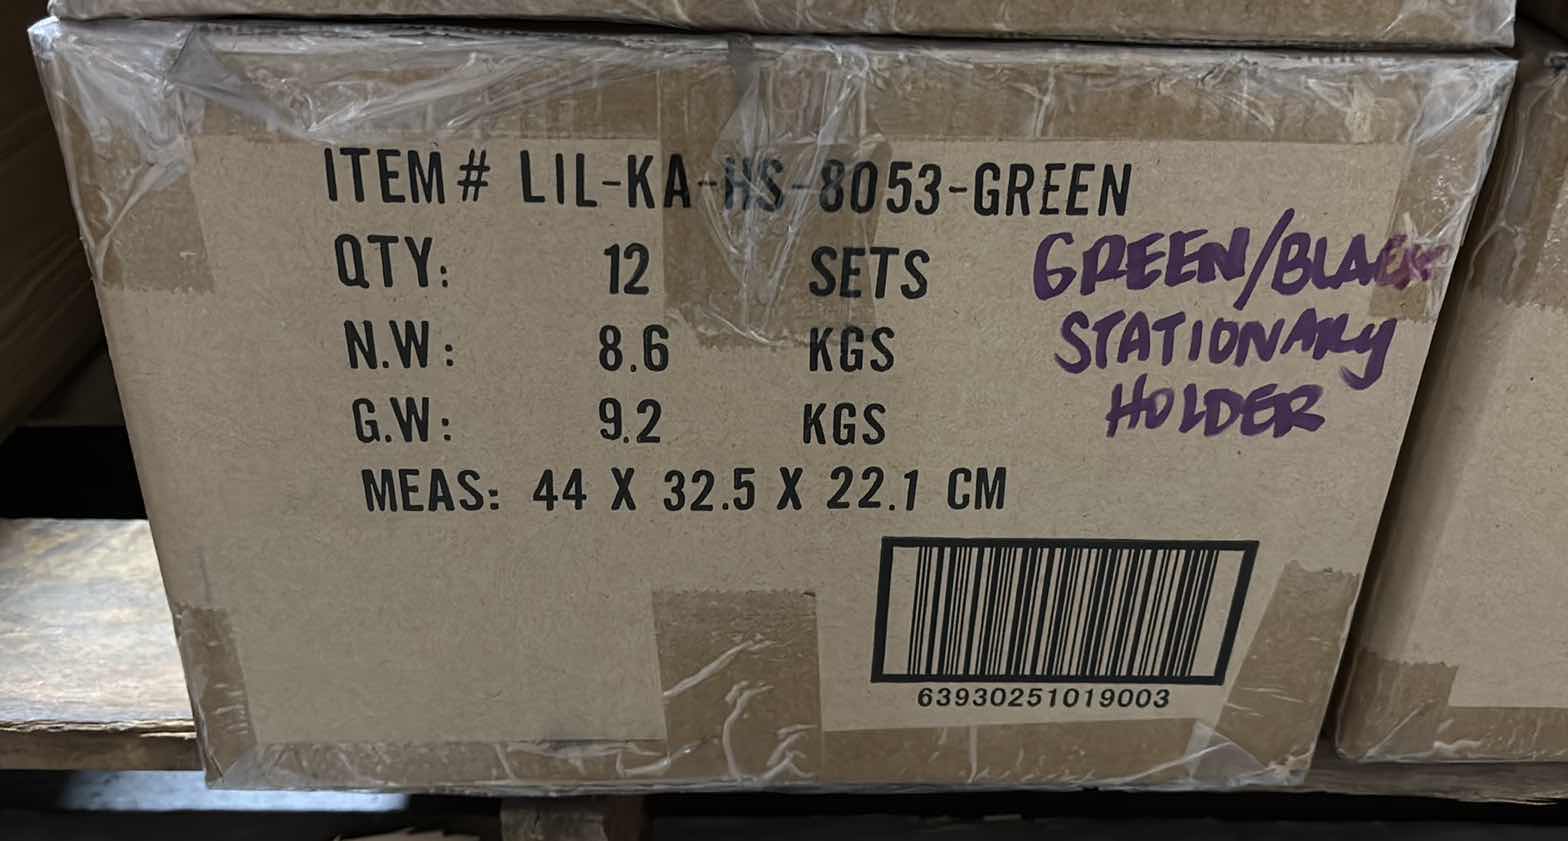 ITEM # LIL-KA-HS-8053-GREEN
QTY: 12 SETS
N.W: 8.6 KGS
G.W: 9.2 KGS
MEAS: 44 X 32.5 X 22.1 CM
GREEN/BLACK
STATIONARY
HOLDER
63930251019003